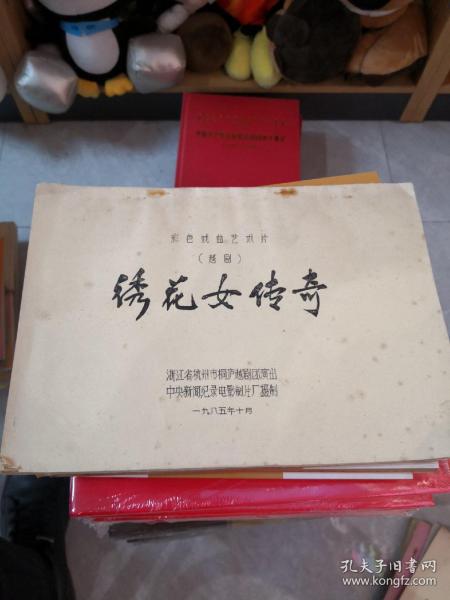 彩色戏曲艺术片
（越剧）
绣花女传奇
浙江省杭州市桐庐越剧团演出
中央新闻纪录电影制片厂摄制
一九八五年十月
孔夫子旧书网
www.kongfz.com